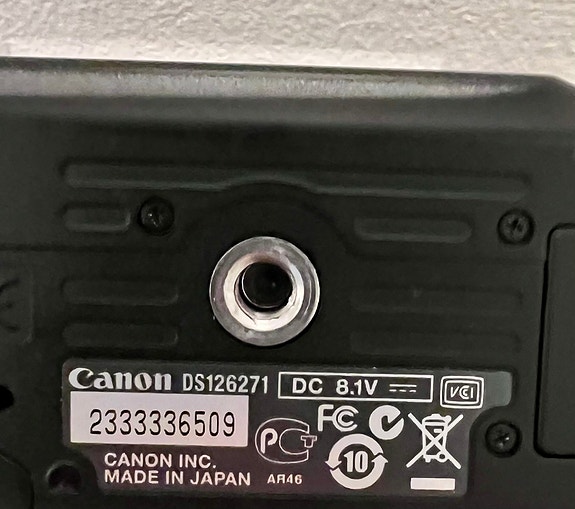 Canon DS126271 DC 8.1V VCI
2333336509
FC
PCT
10
CANON INC.
MADE IN JAPAN AR46